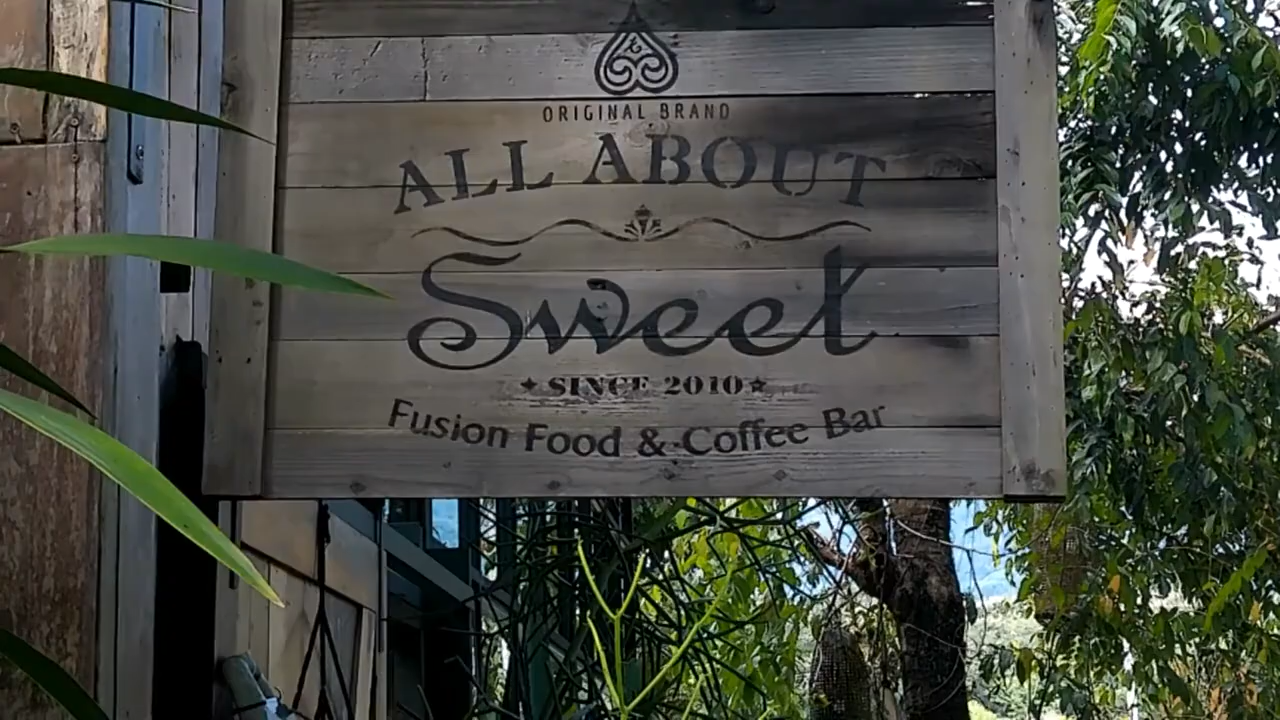 ORIGINAL BRAND
ALL ABOUT
Sweet
★SINCE 2010★
Fusion Food & Coffee Bar